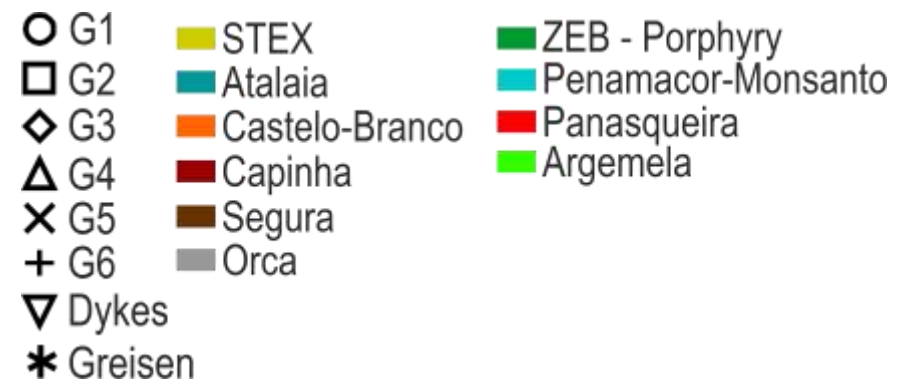 G1
G2
G3
G4
G5
G6
Dykes
Greisen
STEX
Atalaia
Castelo-Branco
Capinha
Segura
Orca
ZEB - Porphyry
Penamacor-Monsanto
Panasqueira
Argemela